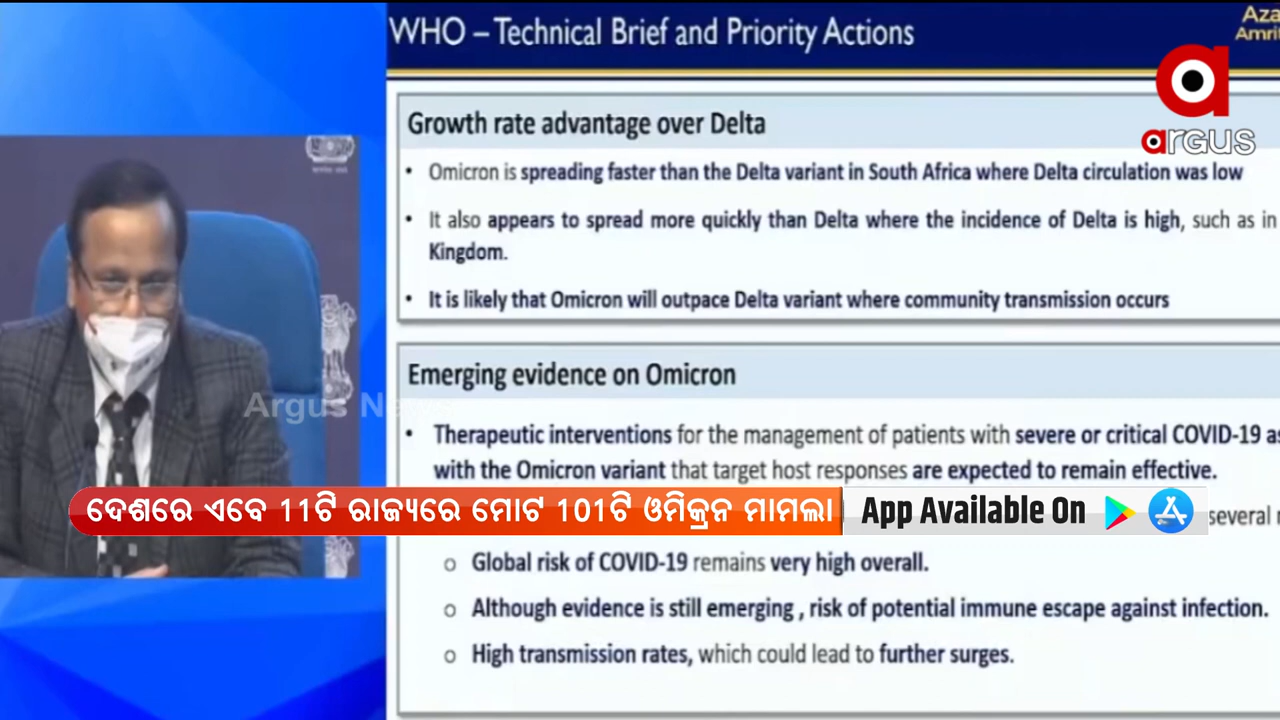 WHO – Technical Brief and Priority Actions
Aza
Amrit
argus
Growth rate advantage over Delta
• Omicron is spreading faster than the Delta variant in South Africa where Delta circulation was low
• It also appears to spread more quickly than Delta where the incidence of Delta is high, such as in
Kingdom.
• It is likely that Omicron will outpace Delta variant where community transmission occurs
Emerging evidence on Omicron
Argus News
• Therapeutic interventions for the management of patients with severe or critical COVID-19 as
with the Omicron variant that target host responses are expected to remain effective.
ଦେଶରେ ଏବେ 11ଟି ରାଜ୍ୟରେ ମୋଟ 101ଟି ଓମିକ୍ରନ ମାମଲା
App Available On
several
o Global risk of COVID-19 remains very high overall.
o Although evidence is still emerging , risk of potential immune escape against infection.
o High transmission rates, which could lead to further surges.